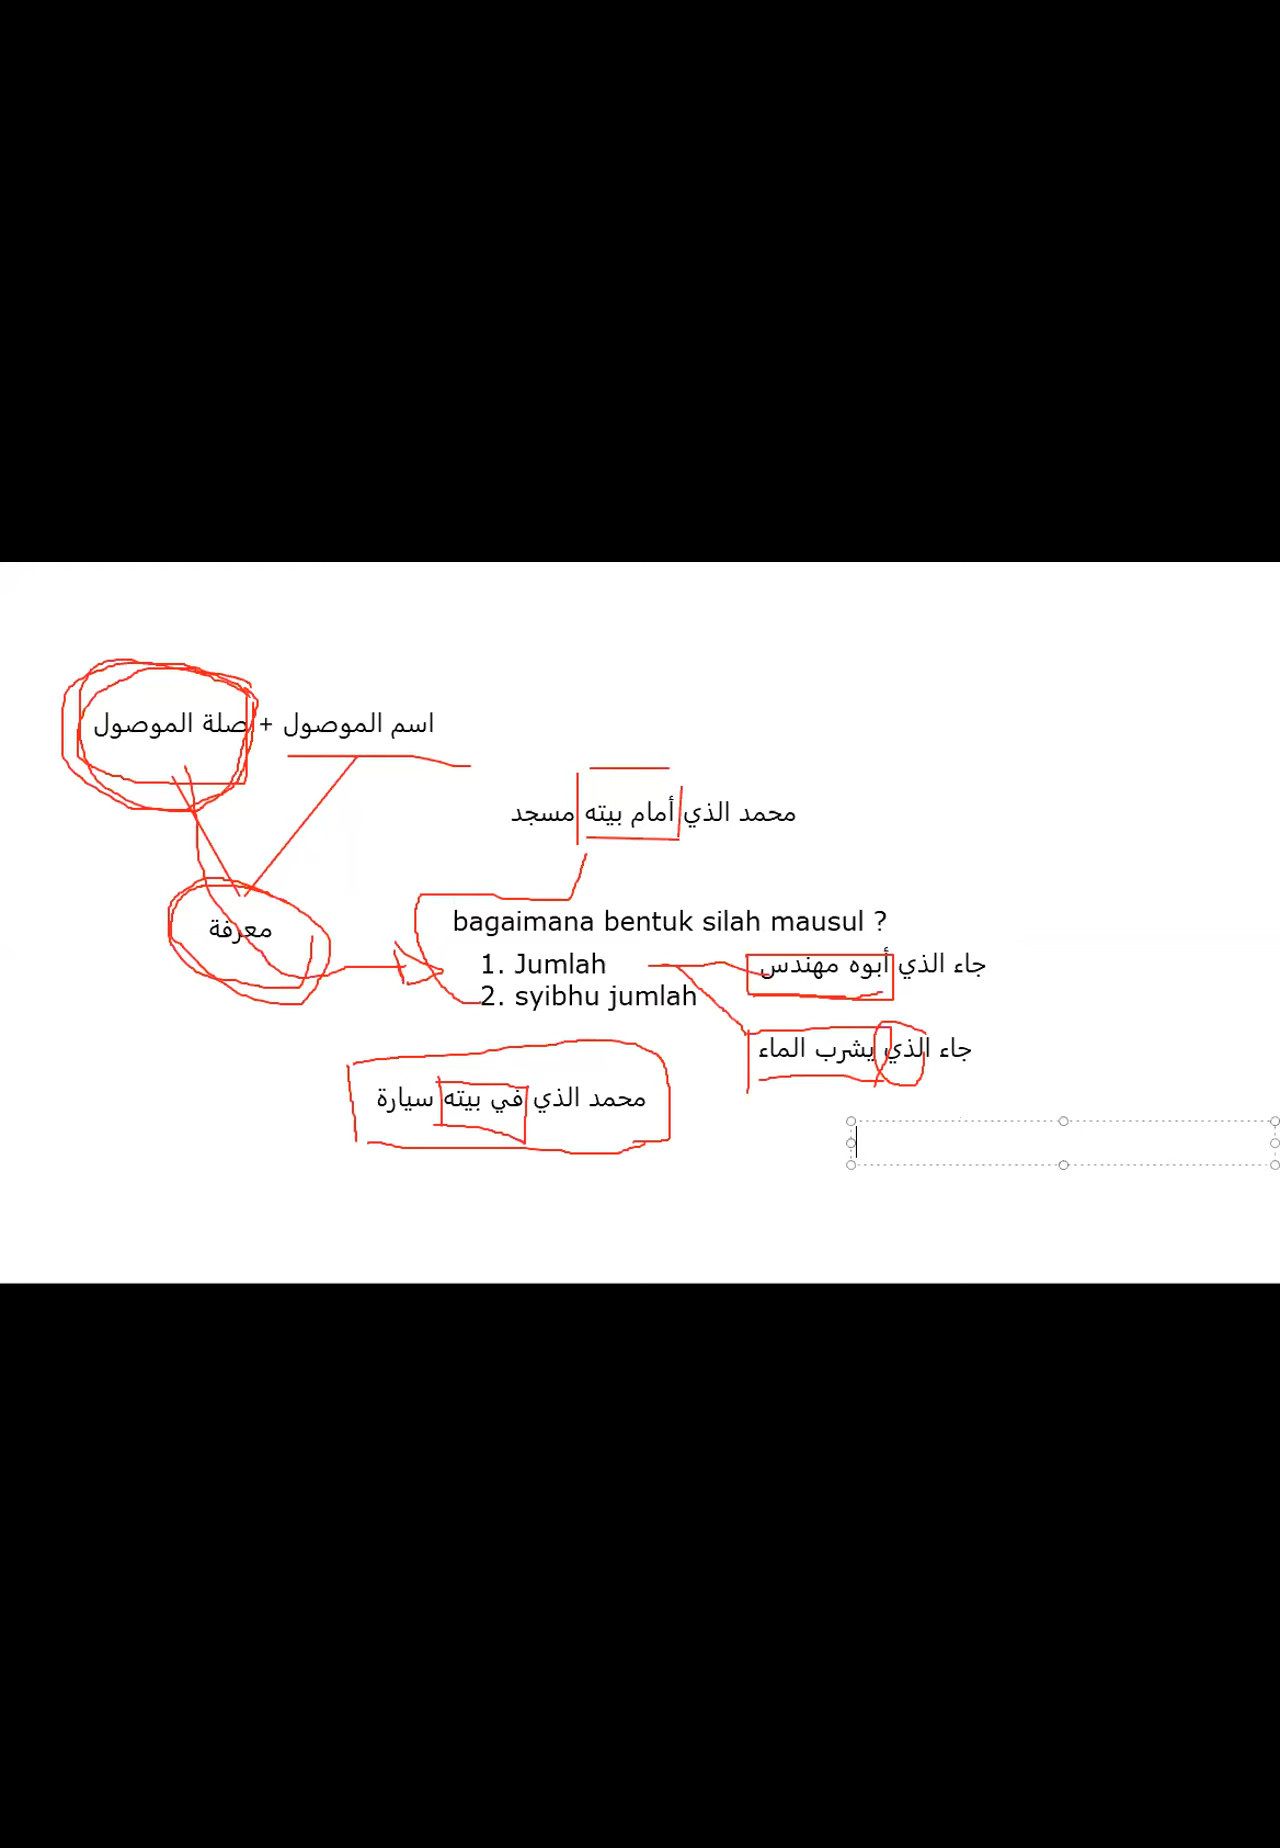 اسم الموصول + صلة الموصول
محمد الذي أمام بيته مسجد
معرفة
bagaimana bentuk silah mausul ?
1. Jumlah
جاء الذي أبوه مهندس
2. syibhu jumlah
جاء الذي يشرب الماء
محمد الذي في بيته سيارة